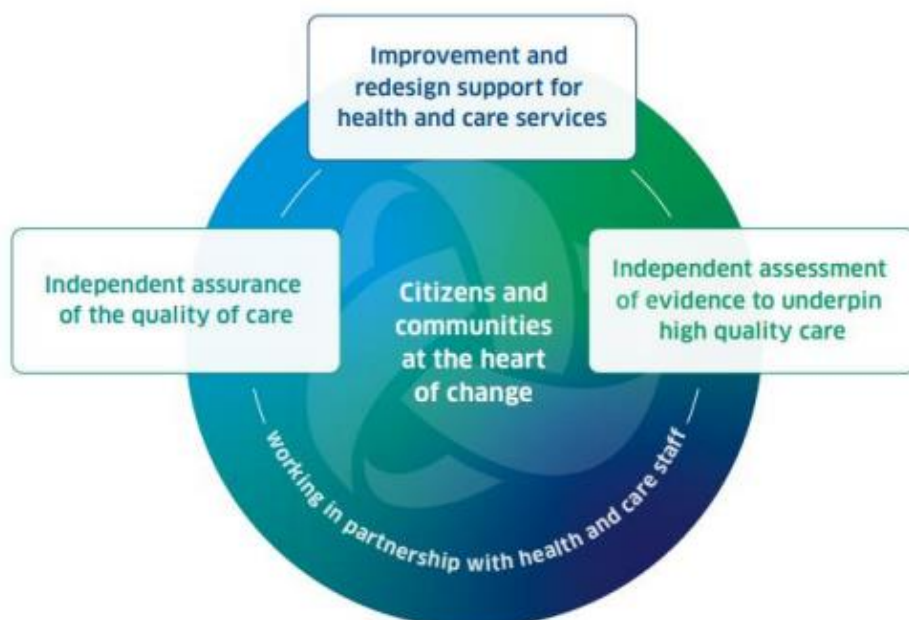 Improvement and
redesign support for
health and care services
Independent assurance
of the quality of care
Citizens and
communities
at the heart
of change
Independent assessment
of evidence to underpin
high quality care
working in partnership with health and care staff